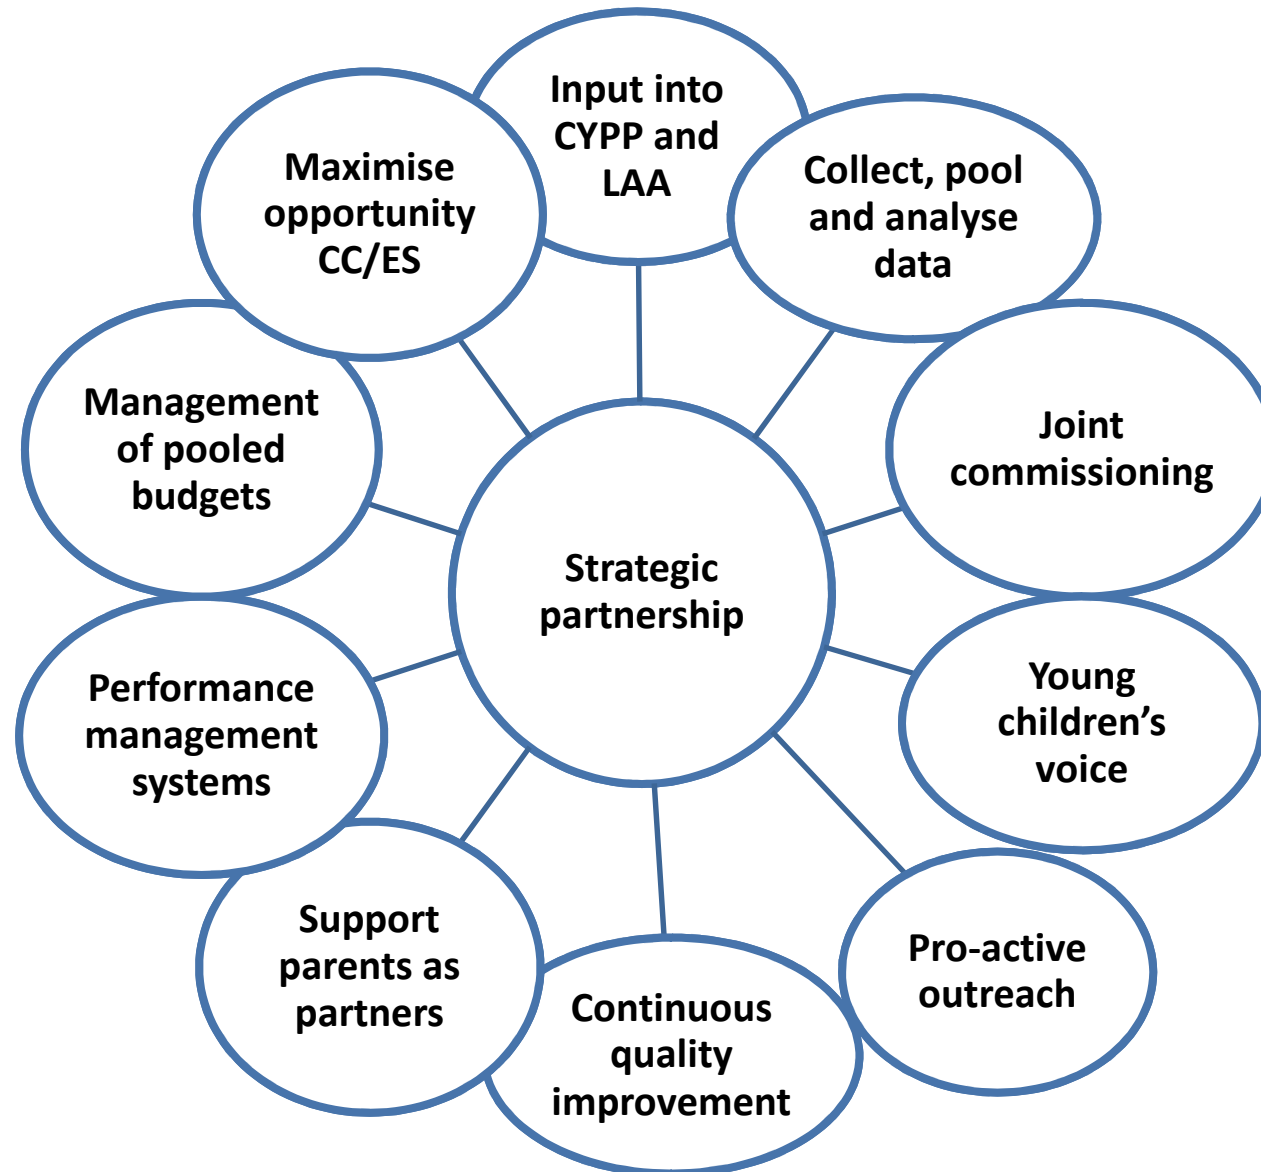 Input into
CYPP and
LAA
Collect, pool
and analyse
data
Joint
commissioning
Young
children’s
voice
Pro-active
outreach
Continuous
quality
improvement
Support
parents as
partners
Performance
management
systems
Management
of pooled
budgets
Maximise
opportunity
CC/ES
Strategic
partnership